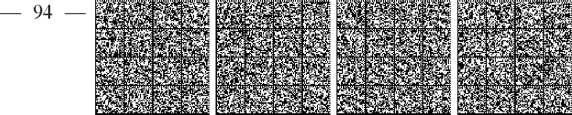 — 94 —